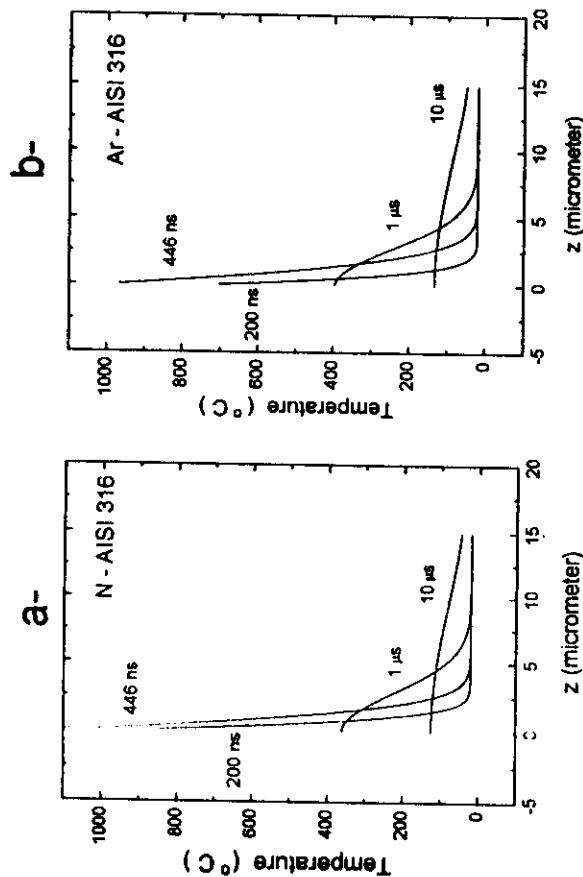 a-
N - AISI 316
446 ns
200 ns
1 µs
10 µs
Temperature ( °C )
1000
800
600
400
200
0
-5
0
5
10
15
20
z (micrometer)
b-
Ar - AISI 316
446 ns
200 ns
1 µs
10 µs
Temperature ( °C )
1000
800
600
400
200
0
-5
0
5
10
15
20
z (micrometer)